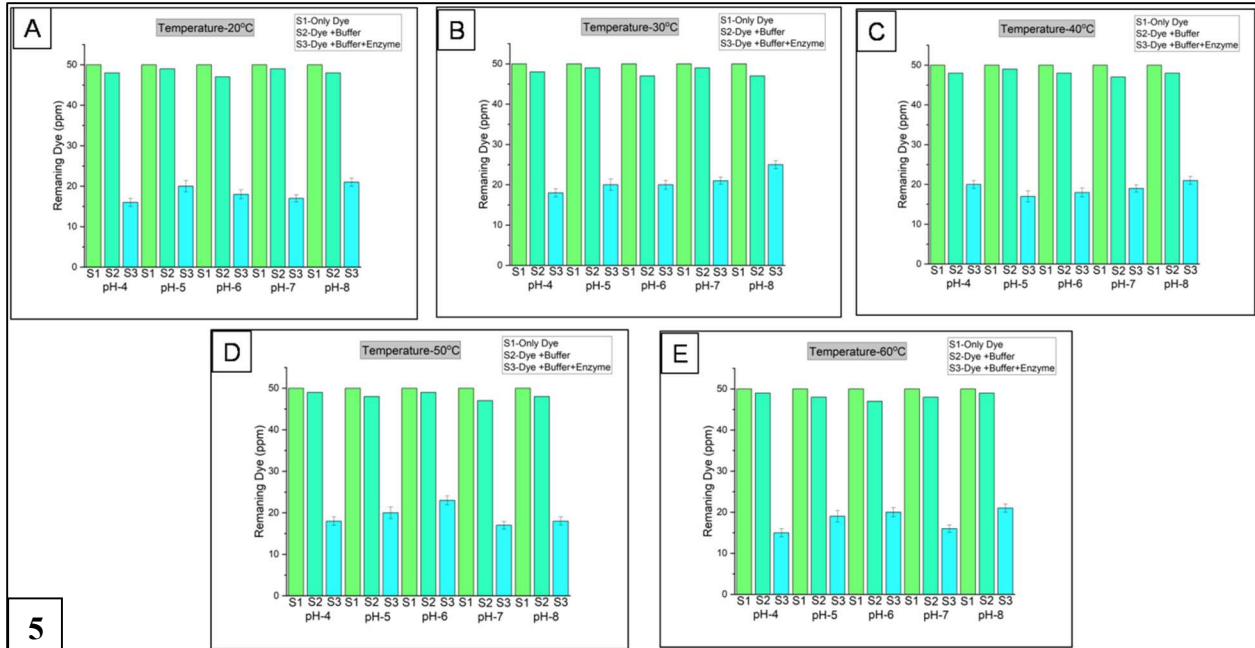 A
Temperature-20°C
S1-Only Dye
S2-Dye +Buffer
S3-Dye +Buffer+Enzyme
Remaning Dye (ppm)
50
40
30
20
10
0
S1 S2 S3 S1 S2 S3 S1 S2 S3 S1 S2 S3 S1 S2 S3
pH-4 pH-5 pH-6 pH-7 pH-8
B
Temperature-30°C
S1-Only Dye
S2-Dye +Buffer
S3-Dye +Buffer+Enzyme
Remaning Dye (ppm)
50
40
30
20
10
0
S1 S2 S3 S1 S2 S3 S1 S2 S3 S1 S2 S3 S1 S2 S3
pH-4 pH-5 pH-6 pH-7 pH-8
C
Temperature-40°C
S1-Only Dye
S2-Dye +Buffer
S3-Dye +Buffer+Enzyme
Remaning Dye (ppm)
50
40
30
20
10
0
S1 S2 S3 S1 S2 S3 S1 S2 S3 S1 S2 S3 S1 S2 S3
pH-4 pH-5 pH-6 pH-7 pH-8
D
Temperature-50°C
S1-Only Dye
S2-Dye +Buffer
S3-Dye +Buffer+Enzyme
Remaning Dye (ppm)
50
40
30
20
10
0
S1 S2 S3 S1 S2 S3 S1 S2 S3 S1 S2 S3 S1 S2 S3
pH-4 pH-5 pH-6 pH-7 pH-8
E
Temperature-60°C
S1-Only Dye
S2-Dye +Buffer
S3-Dye +Buffer+Enzyme
Remaning Dye (ppm)
50
40
30
20
10
0
S1 S2 S3 S1 S2 S3 S1 S2 S3 S1 S2 S3 S1 S2 S3
pH-4 pH-5 pH-6 pH-7 pH-8
5